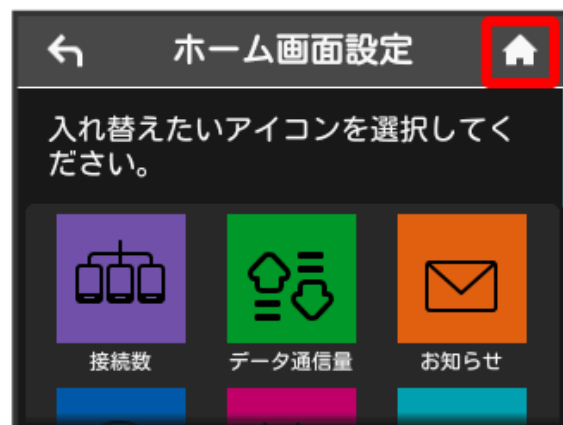 ホーム画面設定
入れ替えたいアイコンを選択してく
ださい。
接続数 データ通信量 お知らせ